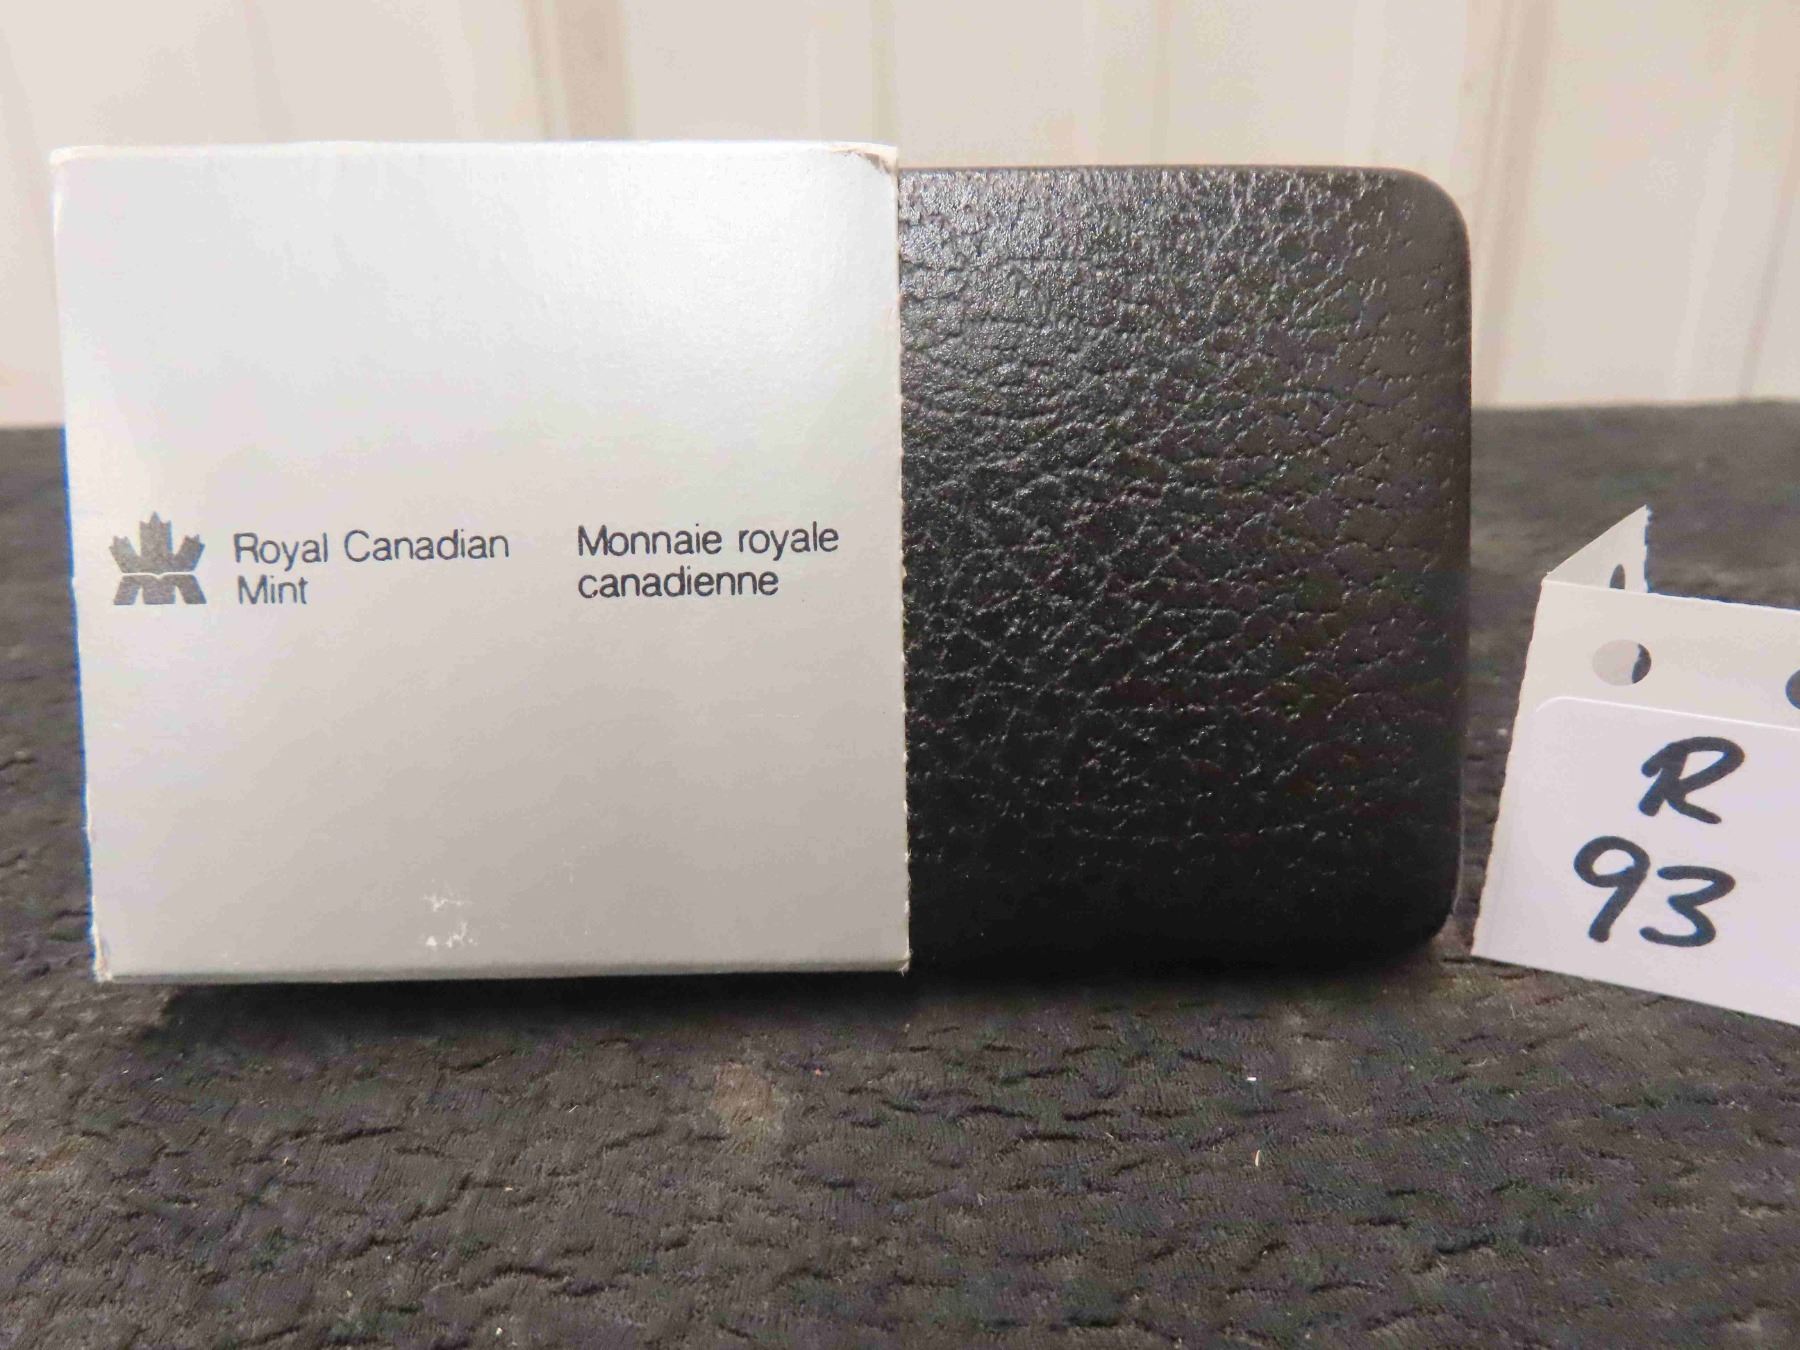 Royal Canadian
Mint
Monnaie royale
canadienne
R
93